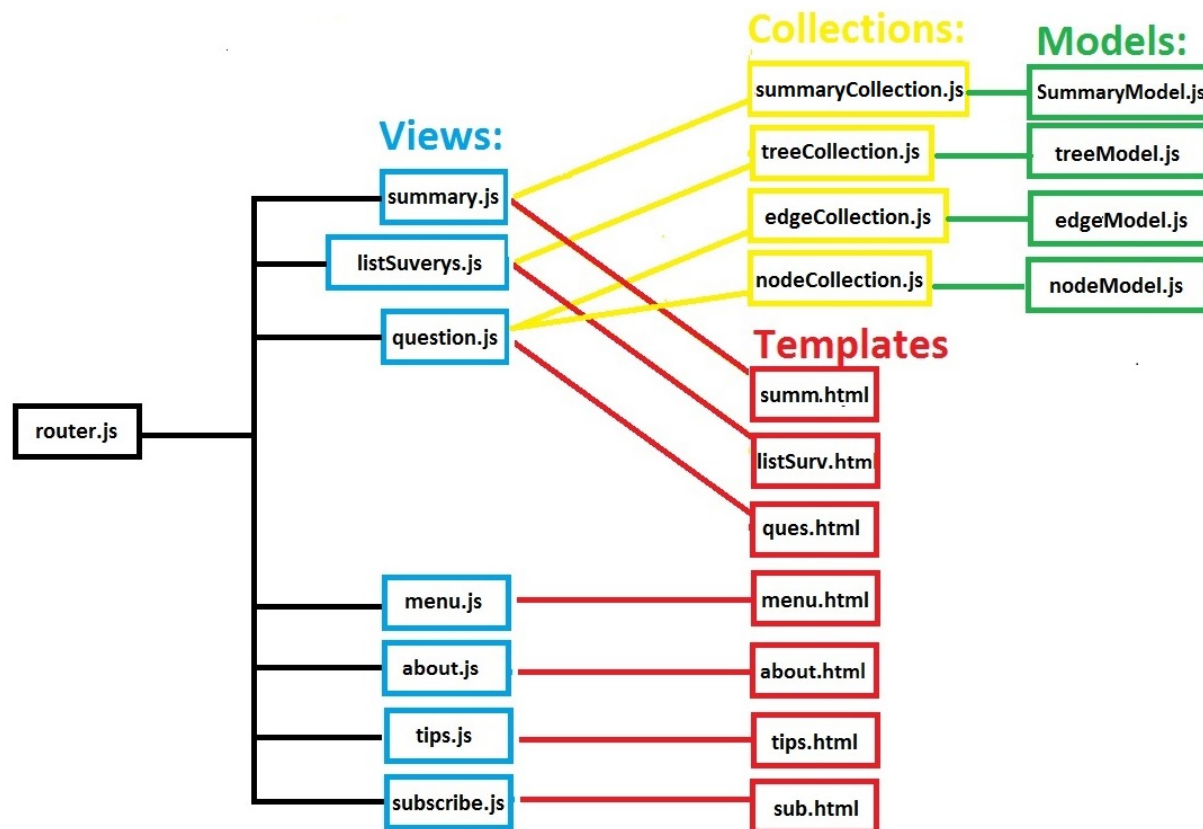 Collections:
Models:
summaryCollection.js
SummaryModel.js
Views:
treeCollection.js
treeModel.js
summary.js
edgeCollection.js
edgeModel.js
listSuverys.js
nodeCollection.js
nodeModel.js
question.js
Templates
summ.html
router.js
listSurv.html
ques.html
menu.js
menu.html
about.js
about.html
tips.js
tips.html
subscribe.js
sub.html